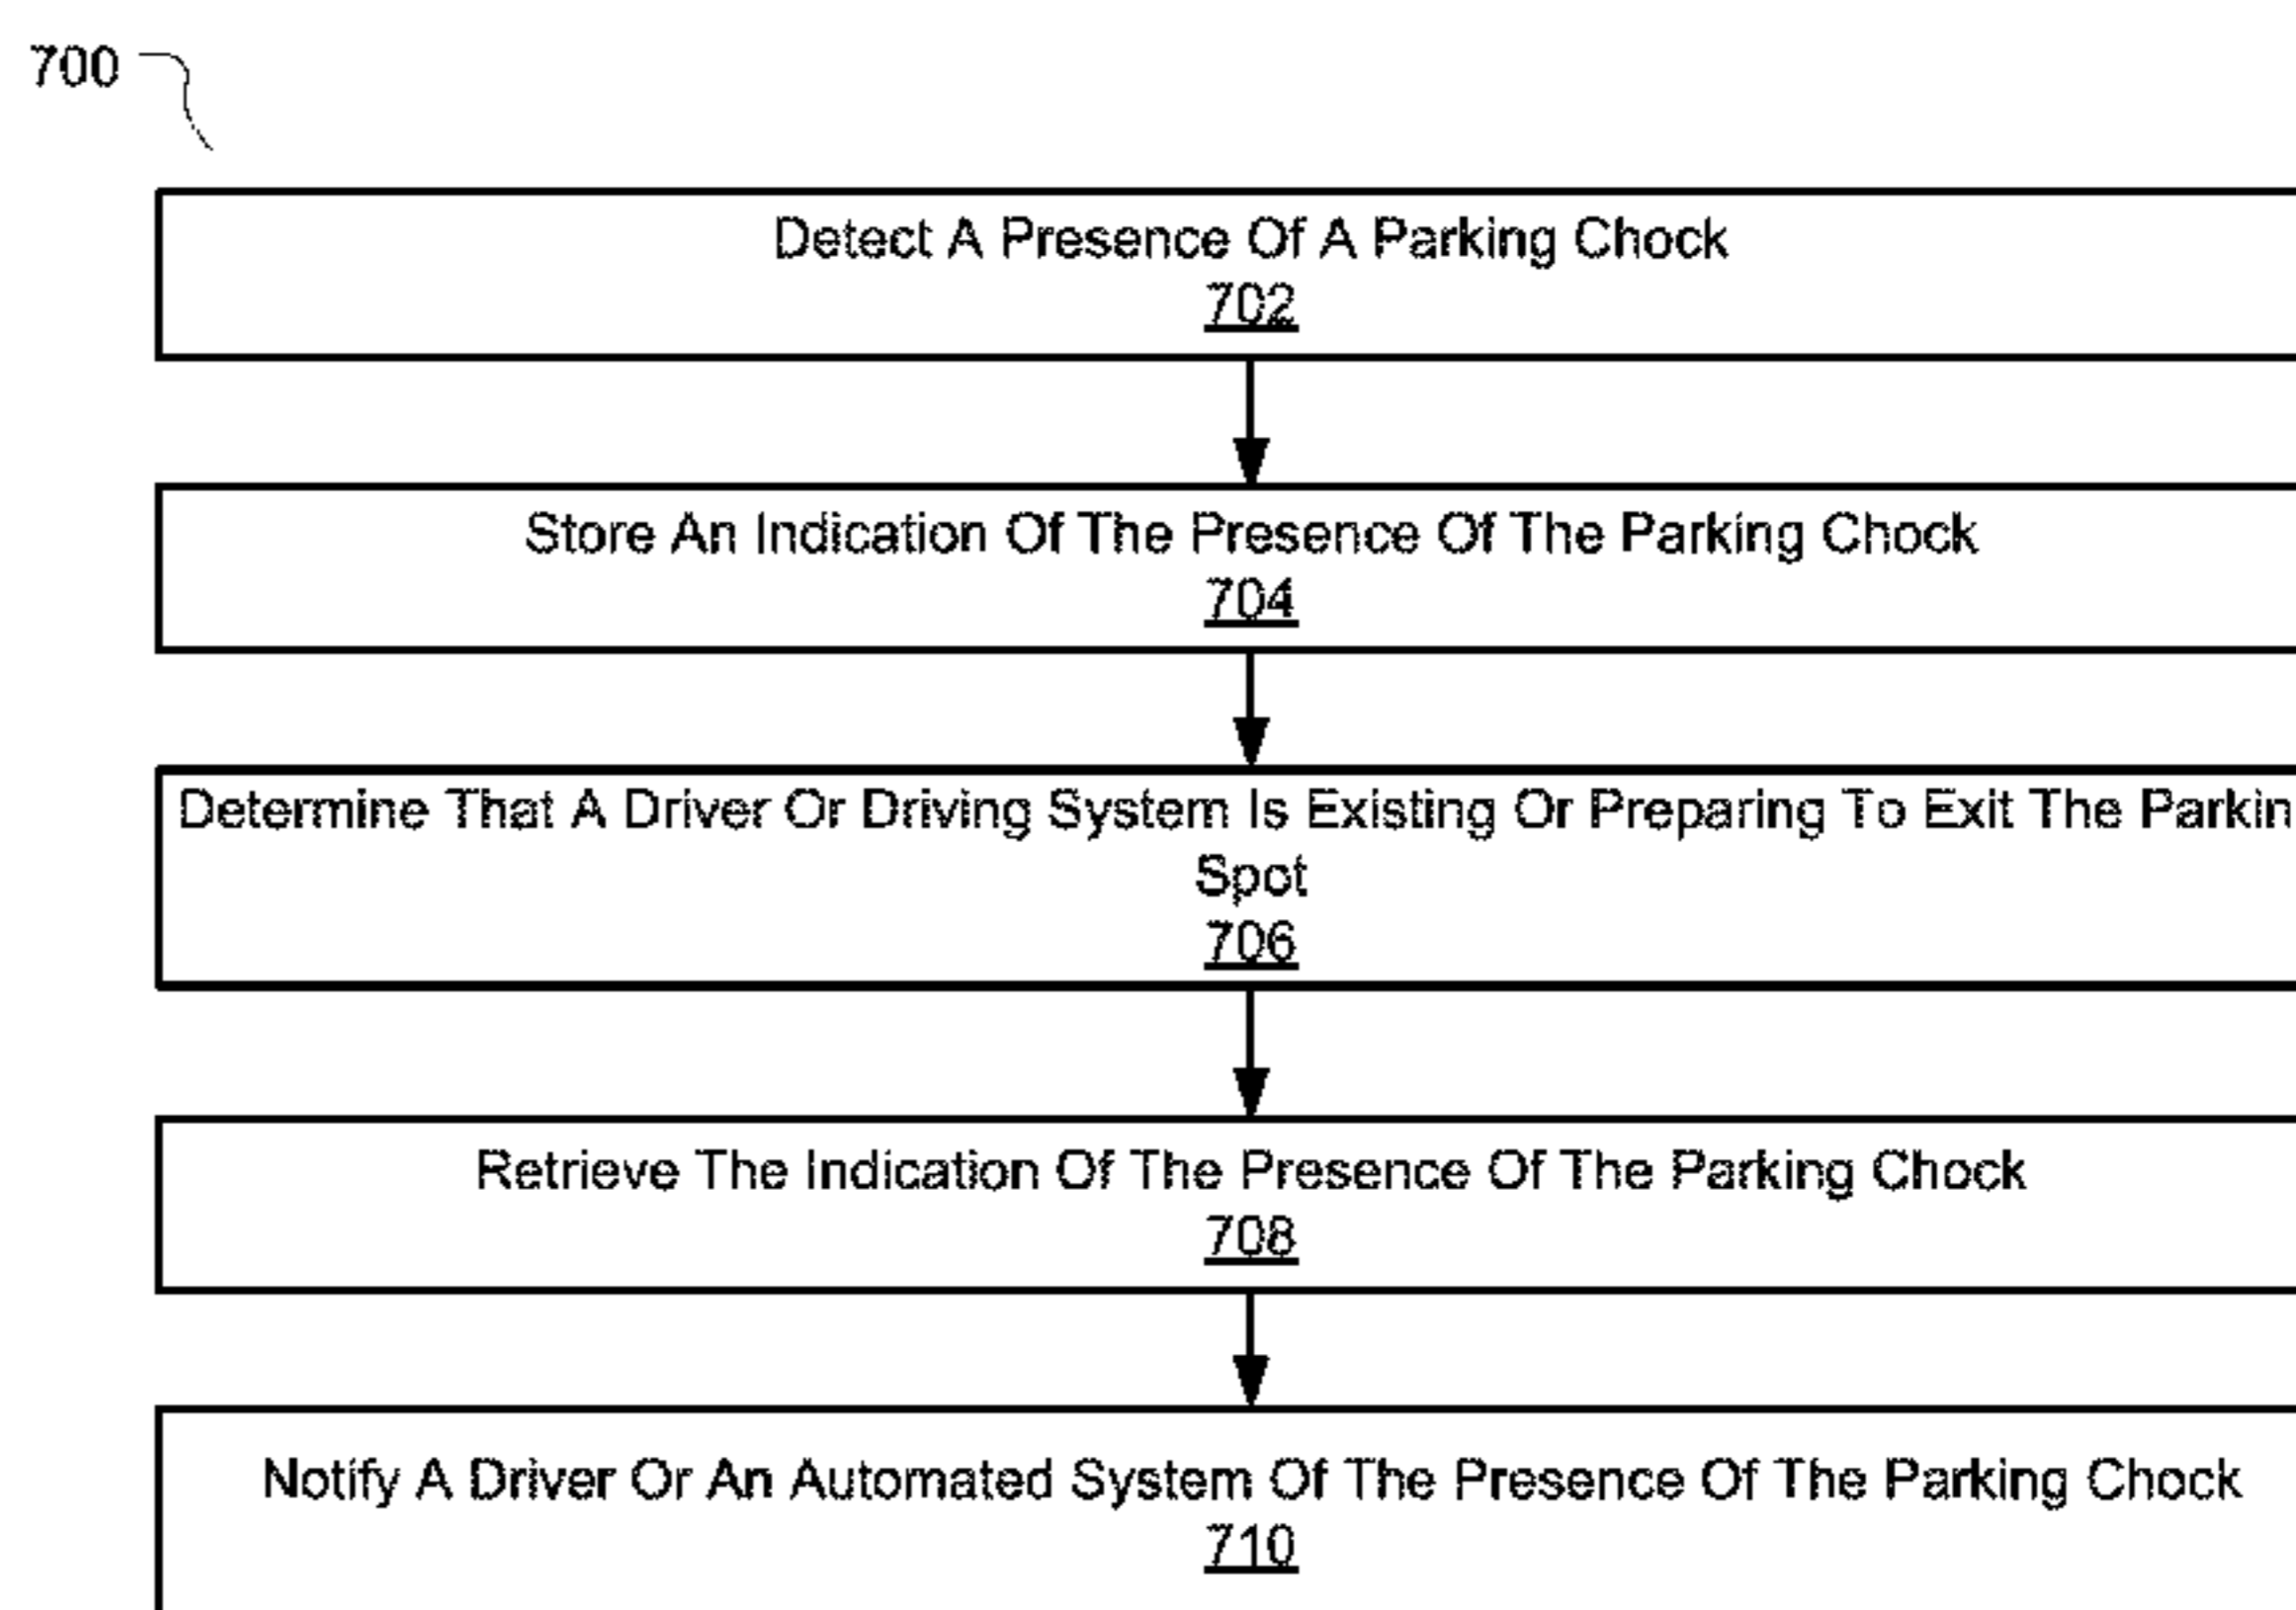 700
Detect A Presence Of A Parking Chock
702
Store An Indication Of The Presence Of The Parking Chock
704
Determine That A Driver Or Driving System Is Existing Or Preparing To Exit The Parkin
Spot
706
Retrieve The Indication Of The Presence Of The Parking Chock
708
Notify A Driver Or An Automated System Of The Presence Of The Parking Chock
710